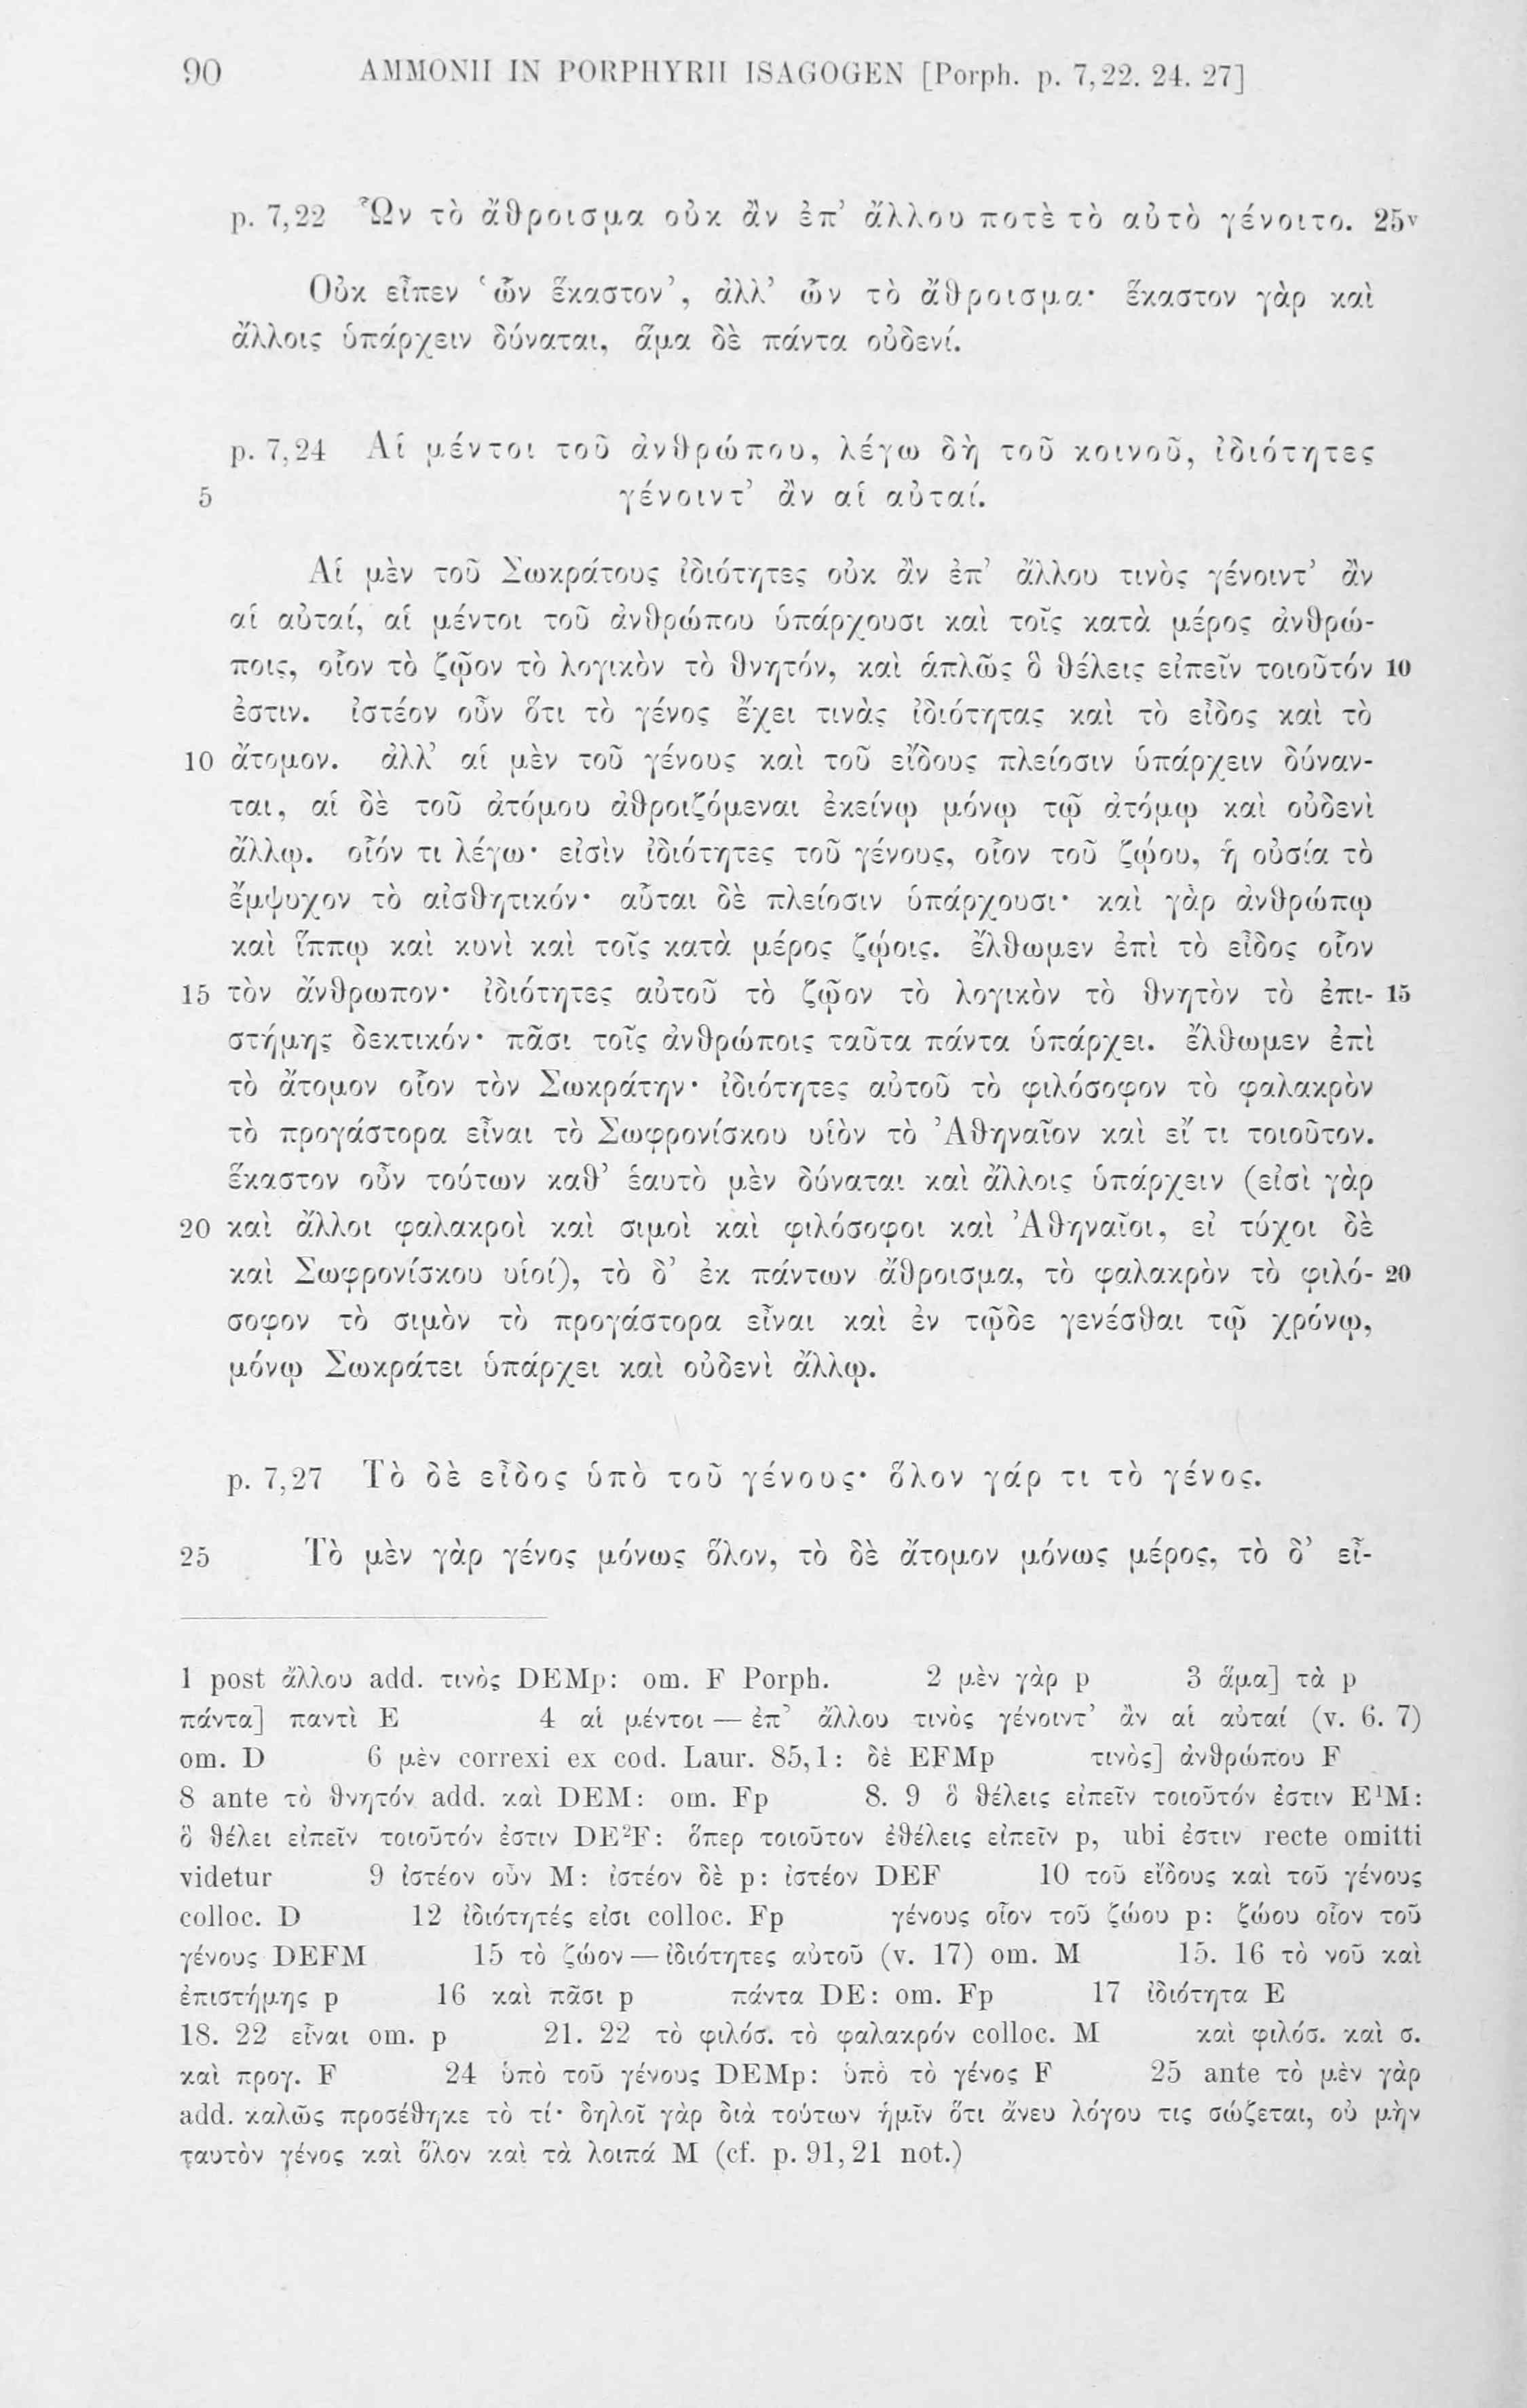 90 AMMONII IN PORPHYRII ISAGOGEN [Porph. p. 7,22. 24. 27]
p. 7,22 Ὧν τὸ ἄθροισμα οὐκ ἂν ἐπ’ ἄλλου ποτὲ τὸ αὐτὸ γένοιτο. 25v
Οὐκ εἶπεν ‘ὧν ἕκαστον’, ἀλλ’ ὧν τὸ ἄθροισμα· ἕκαστον γὰρ καὶ
ἄλλοις ὑπάρχειν δύναται, ἅμα δὲ πάντα οὐδενί.
p. 7,24 Αἱ μέντοι τοῦ ἀνθρώπου, λέγω δὴ τοῦ κοινοῦ, ἰδιότητες
5 γένοιντ’ ἂν αἱ αὐταί.
Αἱ μὲν τοῦ Σωκράτους ἰδιότητες οὐκ ἂν ἐπ’ ἄλλου τινὸς γένοιντ’ ἂν
αἱ αὐταί, αἱ μέντοι τοῦ ἀνθρώπου ὑπάρχουσι καὶ τοῖς κατὰ μέρος ἀνθρώ-
ποις, οἷον τὸ ζῷον τὸ λογικὸν τὸ θνητόν, καὶ ἁπλῶς ὃ θέλεις εἰπεῖν τοιοῦτόν 10
ἐστιν. ἰστέον οὖν ὅτι τὸ γένος ἔχει τινὰς ἰδιότητας καὶ τὸ εἶδος καὶ τὸ
10 ἄτομον. ἀλλ’ αἱ μὲν τοῦ γένους καὶ τοῦ εἴδους πλείοσιν ὑπάρχειν δύναν-
ται, αἱ δὲ τοῦ ἀτόμου ἀθροιζόμεναι ἐκείνῳ μόνῳ τῷ ἀτόμῳ καὶ οὐδενὶ
ἄλλῳ. οἷόν τι λέγω· εἰσὶν ἰδιότητες τοῦ γένους, οἷον τοῦ ζῴου, ἡ οὐσία τὸ
ἔμψυχον τὸ αἰσθητικόν· αὗται δὲ πλείοσιν ὑπάρχουσι· καὶ γὰρ ἀνθρώπῳ
καὶ ἵππῳ καὶ κυνὶ καὶ τοῖς κατὰ μέρος ζῴοις. ἔλθωμεν ἐπὶ τὸ εἶδος οἷον
15 τὸν ἄνθρωπον· ἰδιότητες αὐτοῦ τὸ ζῷον τὸ λογικὸν τὸ θνητὸν τὸ ἐπι- 15
στήμης δεκτικόν· πᾶσι τοῖς ἀνθρώποις ταῦτα πάντα ὑπάρχει. ἔλθωμεν ἐπὶ
τὸ ἄτομον οἷον τὸν Σωκράτην· ἰδιότητες αὐτοῦ τὸ φιλόσοφον τὸ φαλακρὸν
τὸ προγάστορα εἶναι τὸ Σωφρονίσκου υἱὸν τὸ Ἀθηναῖον καὶ εἴ τι τοιοῦτον.
ἕκαστον οὖν τούτων καθ’ ἑαυτὸ μὲν δύναται καὶ ἄλλοις ὑπάρχειν (εἰσὶ γὰρ
20 καὶ ἄλλοι φαλακροὶ καὶ σιμοὶ καὶ φιλόσοφοι καὶ Ἀθηναῖοι, εἰ τύχοι δὲ
καὶ Σωφρονίσκου υἱοί), τὸ δ’ ἐκ πάντων ἄθροισμα, τὸ φαλακρὸν τὸ φιλό- 20
σοφον τὸ σιμὸν τὸ προγάστορα εἶναι καὶ ἐν τῷδε γενέσθαι τῷ χρόνῳ,
μόνῳ Σωκράτει ὑπάρχει καὶ οὐδενὶ ἄλλῳ.
p. 7,27 Τὸ δὲ εἶδος ὑπὸ τοῦ γένους· ὅλον γάρ τι τὸ γένος.
25 Τὸ μὲν γὰρ γένος μόνως ὅλον, τὸ δὲ ἄτομον μόνως μέρος, τὸ δ’ εἶ-
1 post ἄλλου add. τινὸς DEMp: om. F Porph. 2 μὲν γὰρ p 3 ἅμα] τὰ p
πάντα] παντὶ E 4 αἱ μέντοι — ἐπ’ ἄλλου τινὸς γένοιντ’ ἂν αἱ αὐταί (v. 6. 7)
om. D 6 μὲν correxi ex cod. Laur. 85,1: δὲ EFMp τινὸς] ἀνθρώπου F
8 ante τὸ θνητόν add. καὶ DEM: om. Fp 8. 9 ὃ θέλεις εἰπεῖν τοιοῦτόν ἐστιν E¹M:
ὃ θέλει εἰπεῖν τοιοῦτόν ἐστιν DE²F: ὅπερ τοιοῦτον ἐθέλεις εἰπεῖν p, ubi ἐστιν recte omitti
videtur 9 ἰστέον οὖν M: ἰστέον δὲ p: ἰστέον DEF 10 τοῦ εἴδους καὶ τοῦ γένους
colloc. D 12 ἰδιότητές εἰσι colloc. Fp γένους οἷον τοῦ ζώου p: ζώου οἷον τοῦ
γένους DEFM 15 τὸ ζώον — ἰδιότητες αὐτοῦ (v. 17) om. M 15. 16 τὸ νοῦ καὶ
ἐπιστήμης p 16 καὶ πᾶσι p πάντα DE: om. Fp 17 ἰδιότητα E
18. 22 εἶναι om. p 21. 22 τὸ φιλόσ. τὸ φαλακρόν colloc. M καὶ φιλόσ. καὶ σ.
καὶ προγ. F 24 ὑπὸ τοῦ γένους DEMp: ὑπὸ τὸ γένος F 25 ante τὸ μὲν γὰρ
add. καλῶς προσέθηκε τὸ τί· δηλοῖ γὰρ διὰ τούτων ἡμῖν ὅτι ἄνευ λόγου τις σώζεται, οὐ μὴν
ταυτὸν γένος καὶ ὅλον καὶ τὰ λοιπά M (cf. p. 91,21 not.)